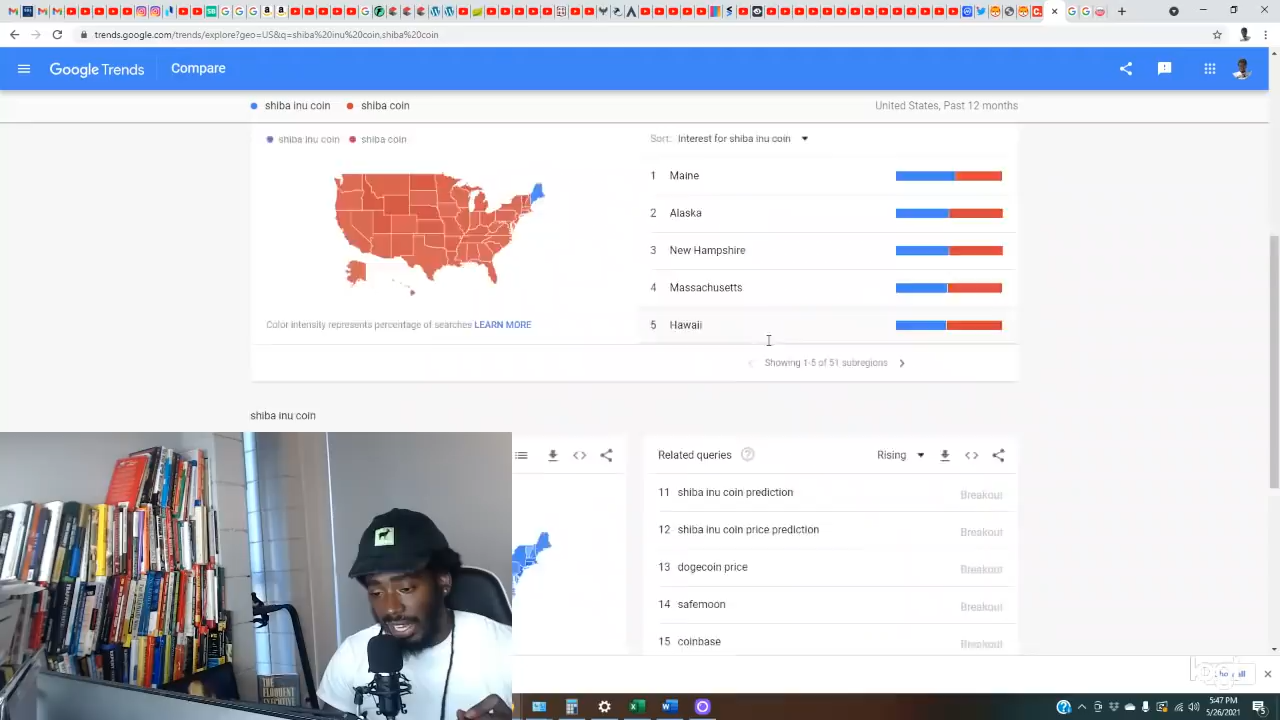 trends.google.com/trends/explore?geo=US&q=shiba%20inu%20coin,shiba%20coin
Google Trends Compare
shiba inu coin shiba coin United States, Past 12 months
shiba inu coin shiba coin Sort: Interest for shiba inu coin
1 Maine
2 Alaska
3 New Hampshire
4 Massachusetts
5 Hawaii
Color intensity represents percentage of searches LEARN MORE
Showing 1-5 of 51 subregions
shiba inu coin
Related queries Rising
11 shiba inu coin prediction Breakout
12 shiba inu coin price prediction Breakout
13 dogecoin price Breakout
14 safemoon Breakout
15 coinbase Breakout
THE ELOQUENT EXECUTIVE
5:47 PM
5/26/2021